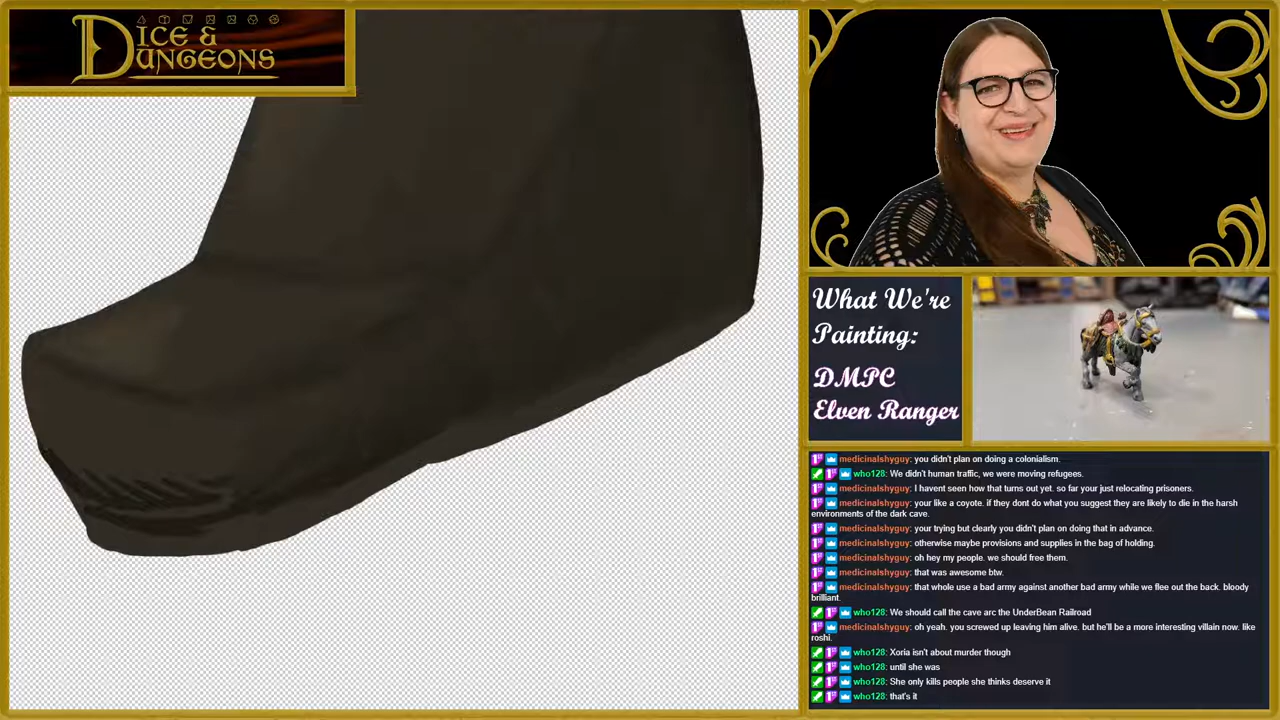 Dice &
Dungeons
What We're
Painting:
DMPC
Elven Ranger
medicinalshyguy: you didn't plan on doing a colonialism.
who128: We didn't human traffic, we were moving refugees.
medicinalshyguy: I havent seen how that turns out yet. so far your just relocating prisoners.
medicinalshyguy: your like a coyote. if they dont do what you suggest they are likely to die in the harsh
environments of the dark cave.
medicinalshyguy: your trying but clearly you didn't plan on doing that in advance.
medicinalshyguy: otherwise maybe provisions and supplies in the bag of holding.
medicinalshyguy: oh hey my people. we should free them.
medicinalshyguy: that was awesome btw.
medicinalshyguy: that whole use a bad army against another bad army while we flee out the back. bloody
brilliant.
who128: We should call the cave arc the UnderBean Railroad
medicinalshyguy: oh yeah. you screwed up leaving him alive. but he'll be a more interesting villain now. like
roshi.
who128: Xoria isn't about murder though
who128: until she was
who128: She only kills people she thinks deserve it
who128: that's it